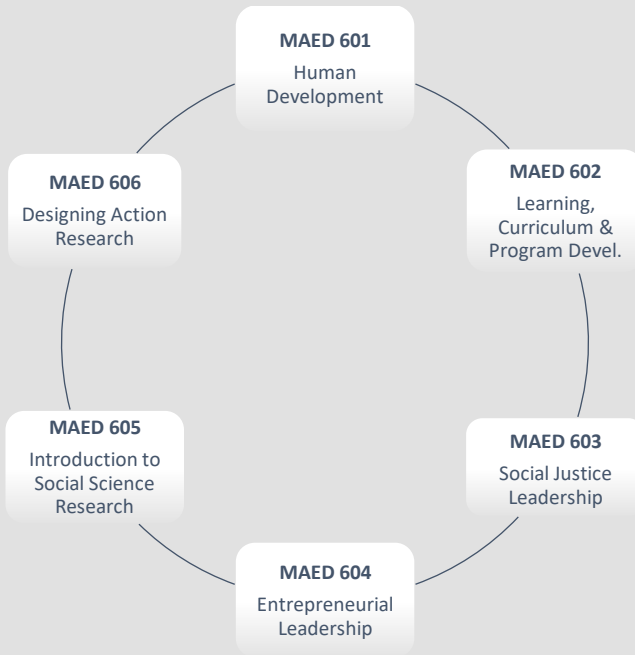 MAED 601
Human
Development
MAED 602
Learning,
Curriculum &
Program Devel.
MAED 603
Social Justice
Leadership
MAED 604
Entrepreneurial
Leadership
MAED 605
Introduction to
Social Science
Research
MAED 606
Designing Action
Research